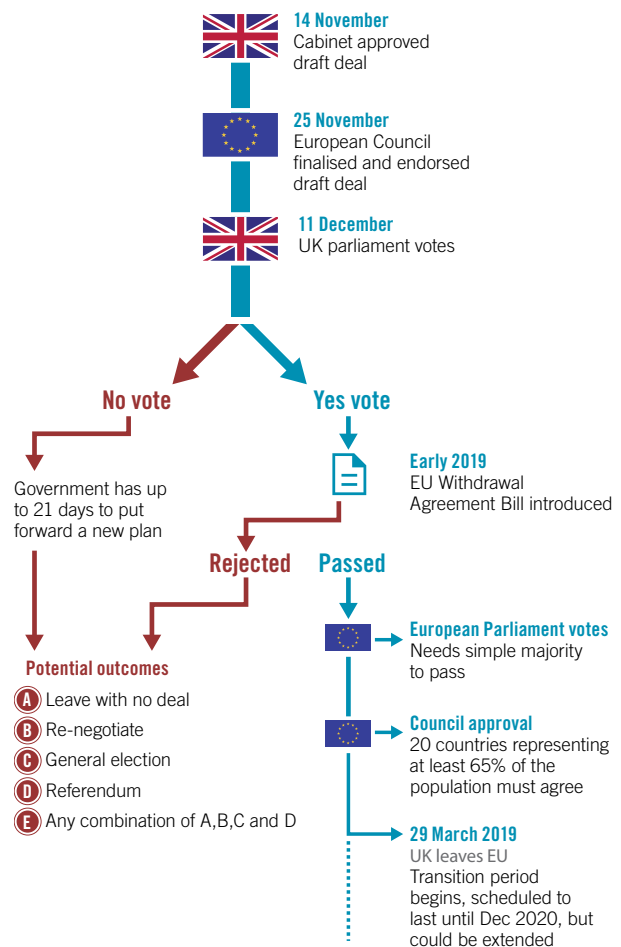 14 November
Cabinet approved
draft deal
25 November
European Council
finalised and endorsed
draft deal
11 December
UK parliament votes
No vote
Yes vote
Government has up
to 21 days to put
forward a new plan
Early 2019
EU Withdrawal
Agreement Bill introduced
Rejected
Passed
European Parliament votes
Needs simple majority
to pass
Potential outcomes
A Leave with no deal
B Re-negotiate
C General election
D Referendum
E Any combination of A,B,C and D
Council approval
20 countries representing
at least 65% of the
population must agree
29 March 2019
UK leaves EU
Transition period
begins, scheduled to
last until Dec 2020, but
could be extended